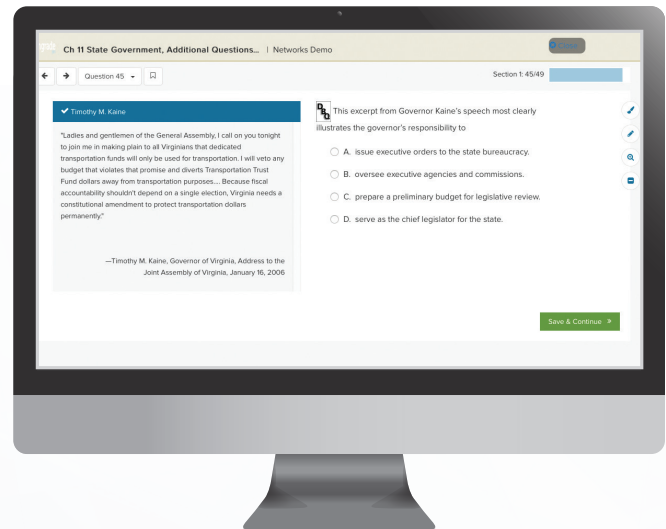 Ch 11 State Government, Additional Questions... | Networks Demo
Question 45
Section 1: 45/49
Timothy M. Kaine
"Ladies and gentlemen of the General Assembly, I call on you tonight
to join me in making plain to all Virginians that dedicated
transportation funds will only be used for transportation. I will veto any
budget that violates that promise and diverts Transportation Trust
Fund dollars away from transportation purposes.... Because fiscal
accountability shouldn't depend on a single election, Virginia needs a
constitutional amendment to protect transportation dollars
permanently."
—Timothy M. Kaine, Governor of Virginia, Address to the
Joint Assembly of Virginia, January 16, 2006
DBQ This excerpt from Governor Kaine's speech most clearly
illustrates the governor's responsibility to
A. issue executive orders to the state bureaucracy.
B. oversee executive agencies and commissions.
C. prepare a preliminary budget for legislative review.
D. serve as the chief legislator for the state.
Save & Continue »